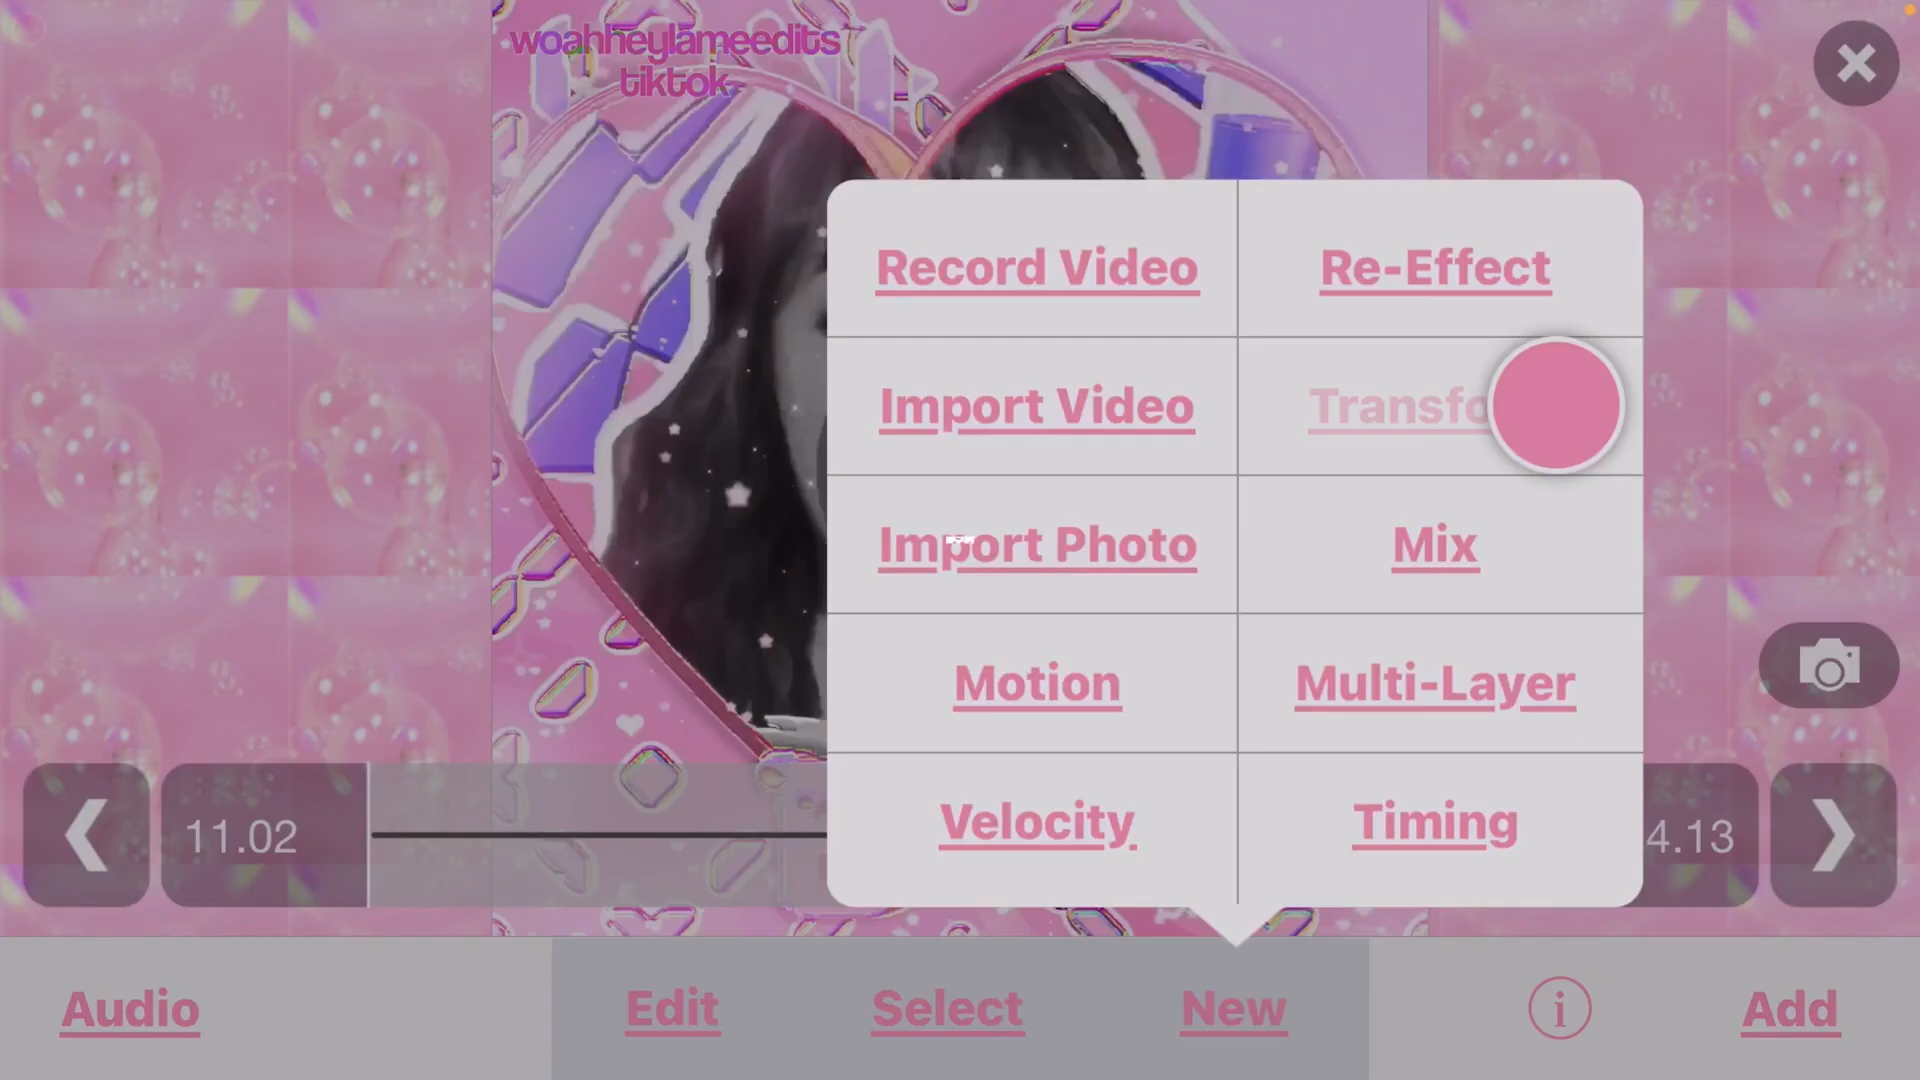 woahheylameedits
tiktok
Record Video
Re-Effect
Import Video
Transfo
Import Photo
Mix
Motion
Multi-Layer
Velocity
Timing
11.02
4.13
Audio
Edit
Select
New
i
Add